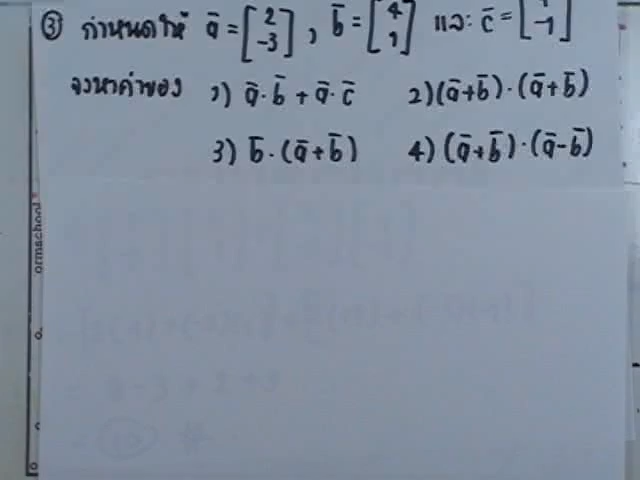 ③ กำหนดให้ ā = [2 -3], b̄ = [4 1] และ c̄ = [ -1]
จงหาค่าของ 1) ā·b̄ + ā·c̄ 2) (ā+b̄)·(ā+b̄)
3) b̄·(ā+b̄) 4) (ā+b̄)·(ā-b̄)
ormschool